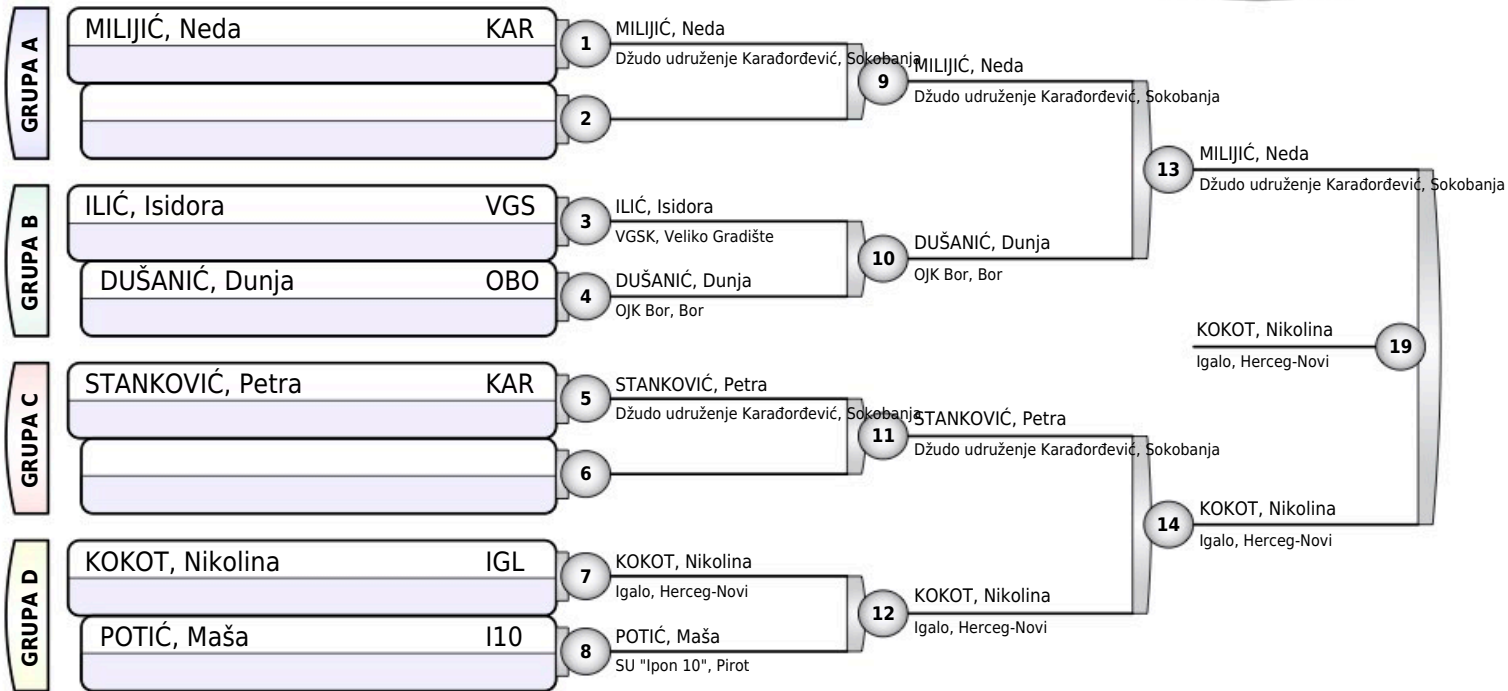 GRUPA A
MILIJIĆ, Neda KAR
1
MILIJIĆ, Neda
Džudo udruženje Karađorđević, Sokobanja
2
9
MILIJIĆ, Neda
Džudo udruženje Karađorđević, Sokobanja
13
MILIJIĆ, Neda
Džudo udruženje Karađorđević, Sokobanja
GRUPA B
ILIĆ, Isidora VGS
3
ILIĆ, Isidora
VGSK, Veliko Gradište
DUŠANIĆ, Dunja OBO
4
DUŠANIĆ, Dunja
OJK Bor, Bor
10
DUŠANIĆ, Dunja
OJK Bor, Bor
KOKOT, Nikolina
Igalo, Herceg-Novi
19
GRUPA C
STANKOVIĆ, Petra KAR
5
STANKOVIĆ, Petra
Džudo udruženje Karađorđević, Sokobanja
6
11
STANKOVIĆ, Petra
Džudo udruženje Karađorđević, Sokobanja
14
KOKOT, Nikolina
Igalo, Herceg-Novi
GRUPA D
KOKOT, Nikolina IGL
7
KOKOT, Nikolina
Igalo, Herceg-Novi
POTIĆ, Maša I10
8
POTIĆ, Maša
SU "Ipon 10", Pirot
12
KOKOT, Nikolina
Igalo, Herceg-Novi